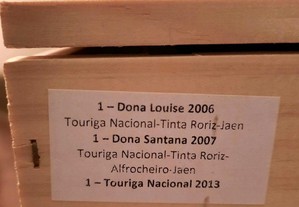 1 – Dona Louise 2006
Touriga Nacional-Tinta Roriz-Jaen
1 – Dona Santana 2007
Touriga Nacional-Tinta Roriz-
Alfrocheiro-Jaen
1 – Touriga Nacional 2013